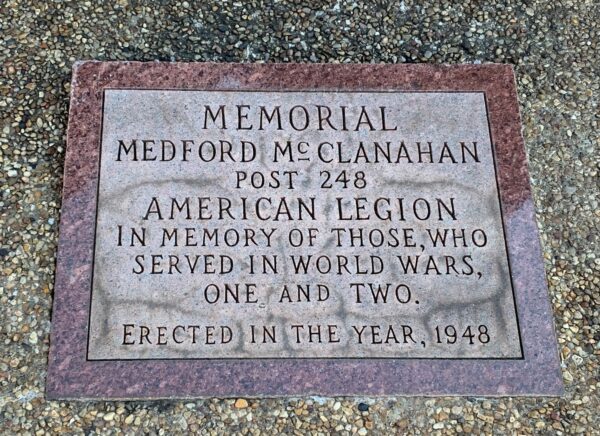 MEMORIAL
MEDFORD McCLANAHAN
POST 248
AMERICAN LEGION
IN MEMORY OF THOSE, WHO
SERVED IN WORLD WARS,
ONE AND TWO.
ERECTED IN THE YEAR, 1948